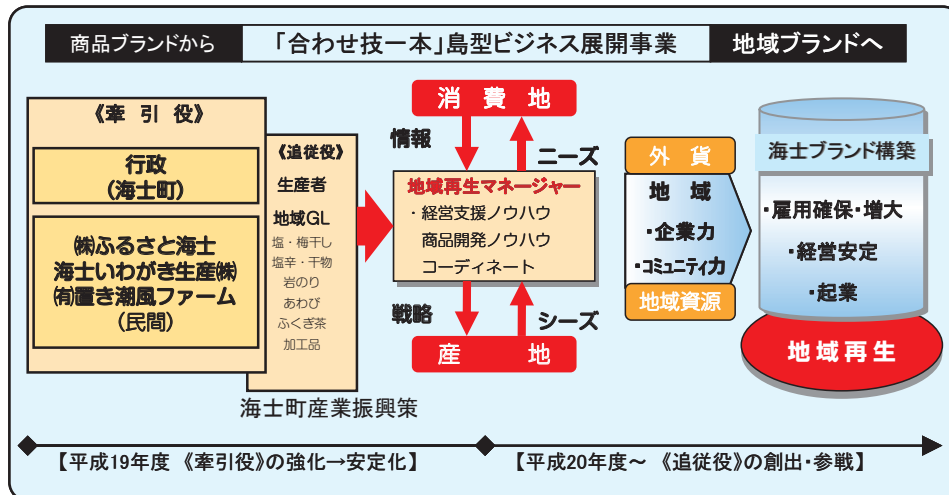 商品ブランドから
「合わせ技一本」島型ビジネス展開事業
地域ブランドへ
《牽引役》
行政
(海士町)
㈱ふるさと海士
海士いわがき生産㈱
㈲置き潮風ファーム
(民間)
《追従役》
生産者
地域GL
塩・梅干し
塩辛・干物
岩のり
あわび
ふくぎ茶
加工品
海士町産業振興策
消費地
情報
ニーズ
地域再生マネージャー
・経営支援ノウハウ
商品開発ノウハウ
コーディネート
戦略
シーズ
産地
外貨
地域
・企業力
・コミュニティ力
地域資源
海士ブランド構築
・雇用確保・増大
・経営安定
・起業
地域再生
【平成19年度 《牽引役》の強化→安定化】
【平成20年度～ 《追従役》の創出・参戦】